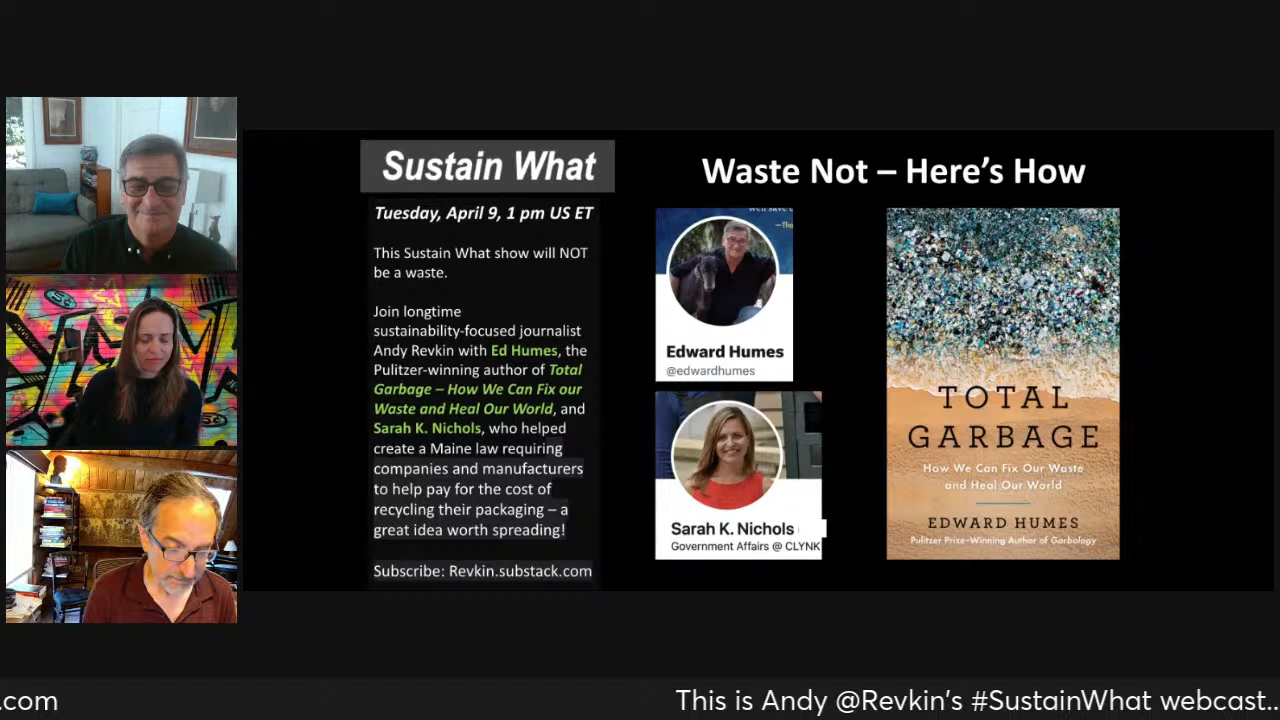 Sustain What
Tuesday, April 9, 1 pm US ET
This Sustain What show will NOT
be a waste.
Join longtime
sustainability-focused journalist
Andy Revkin with Ed Humes, the
Pulitzer-winning author of Total
Garbage – How We Can Fix our
Waste and Heal Our World, and
Sarah K. Nichols, who helped
create a Maine law requiring
companies and manufacturers
to help pay for the cost of
recycling their packaging – a
great idea worth spreading!
Subscribe: Revkin.substack.com
Waste Not – Here's How
Edward Humes
@edwardhumes
Sarah K. Nichols
Government Affairs @ CLYNK
TOTAL
GARBAGE
How We Can Fix Our Waste
and Heal Our World
EDWARD HUMES
Pulitzer Prize-Winning Author of Garbology
.com
This is Andy @Revkin's #SustainWhat webcast..